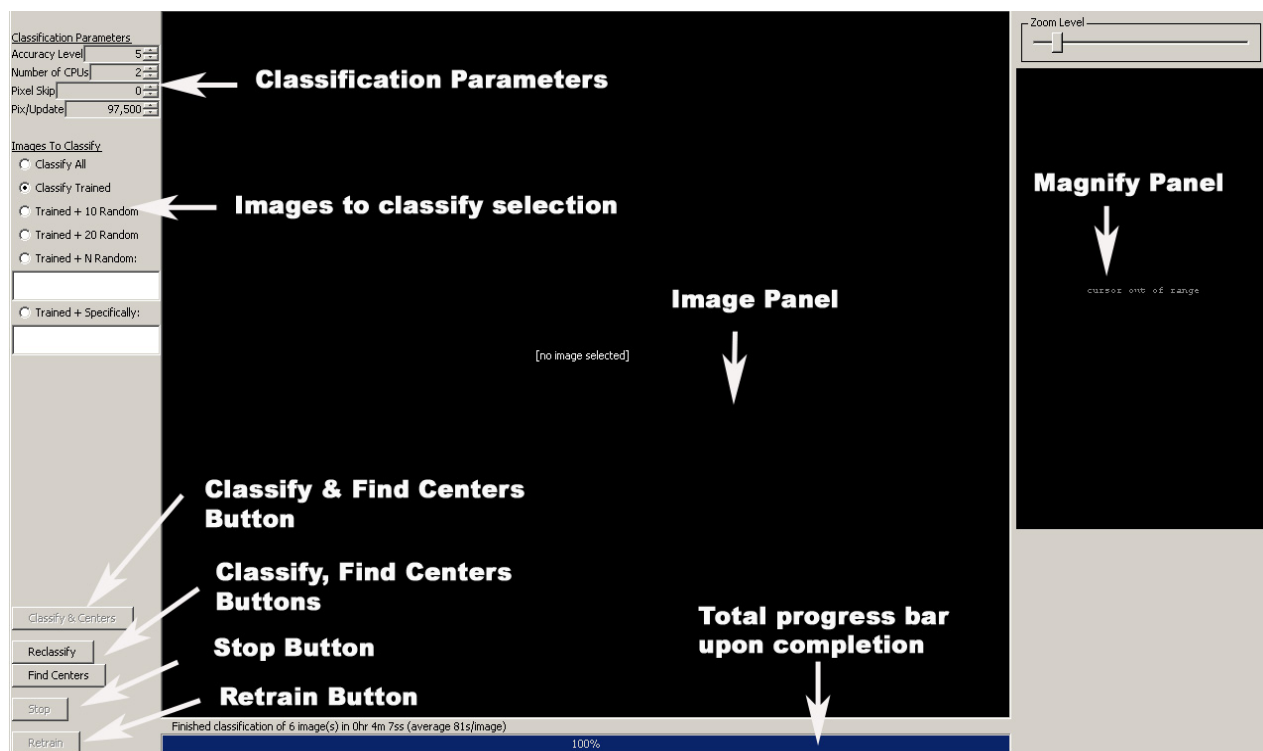 Classification Parameters
Accuracy Level 5
Number of CPUs 2
Pixel Skip 0
Pix/Update 97,500
Images To Classify
Classify All
Classify Trained
Trained + 10 Random
Trained + 20 Random
Trained + N Random:
Trained + Specifically:
Classify & Centers
Reclassify
Find Centers
Stop
Retrain
Classification Parameters
Images to classify selection
Image Panel
[no image selected]
Classify & Find Centers
Button
Classify, Find Centers
Buttons
Stop Button
Retrain Button
Total progress bar
upon completion
Finished classification of 6 image(s) in 0hr 4m 7ss (average 81s/image)
100%
Zoom Level
Magnify Panel
cursor out of range